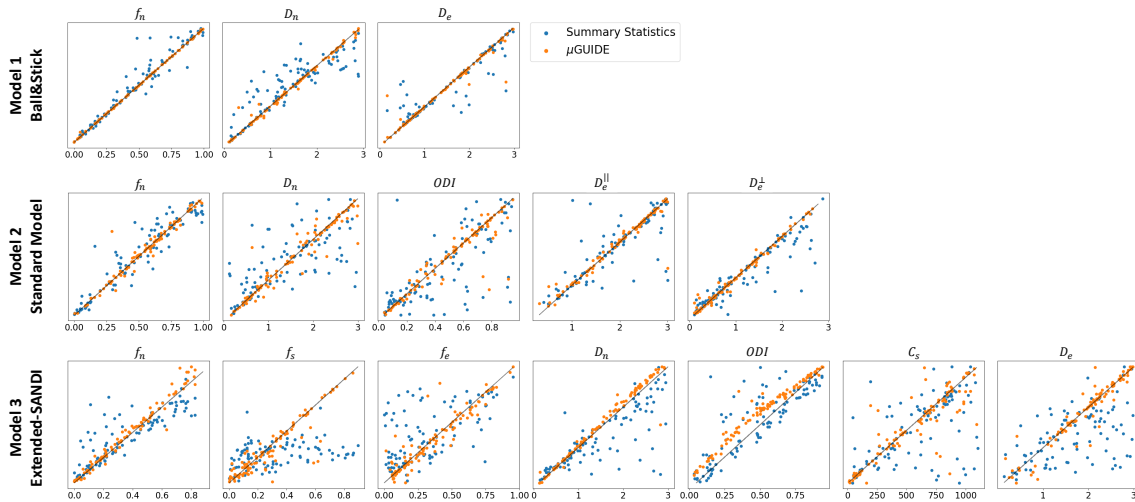 f_n D_n D_e
Summary Statistics
μGUIDE
Model 1
Ball&Stick
0.00 0.25 0.50 0.75 1.00 0 1 2 3 0 1 2 3
f_n D_n ODI D_e^|| D_e^⊥
Model 2
Standard Model
0.00 0.25 0.50 0.75 1.00 0 1 2 3 0.2 0.4 0.6 0.8 1 2 3 0 1 2 3
f_n f_s f_e D_n ODI C_s D_e
Model 3
Extended-SANDI
0.0 0.2 0.4 0.6 0.8 0.0 0.2 0.4 0.6 0.8 0.00 0.25 0.50 0.75 1.00 0 1 2 3 0.00 0.25 0.50 0.75 0 250 500 750 1000 1 2 3